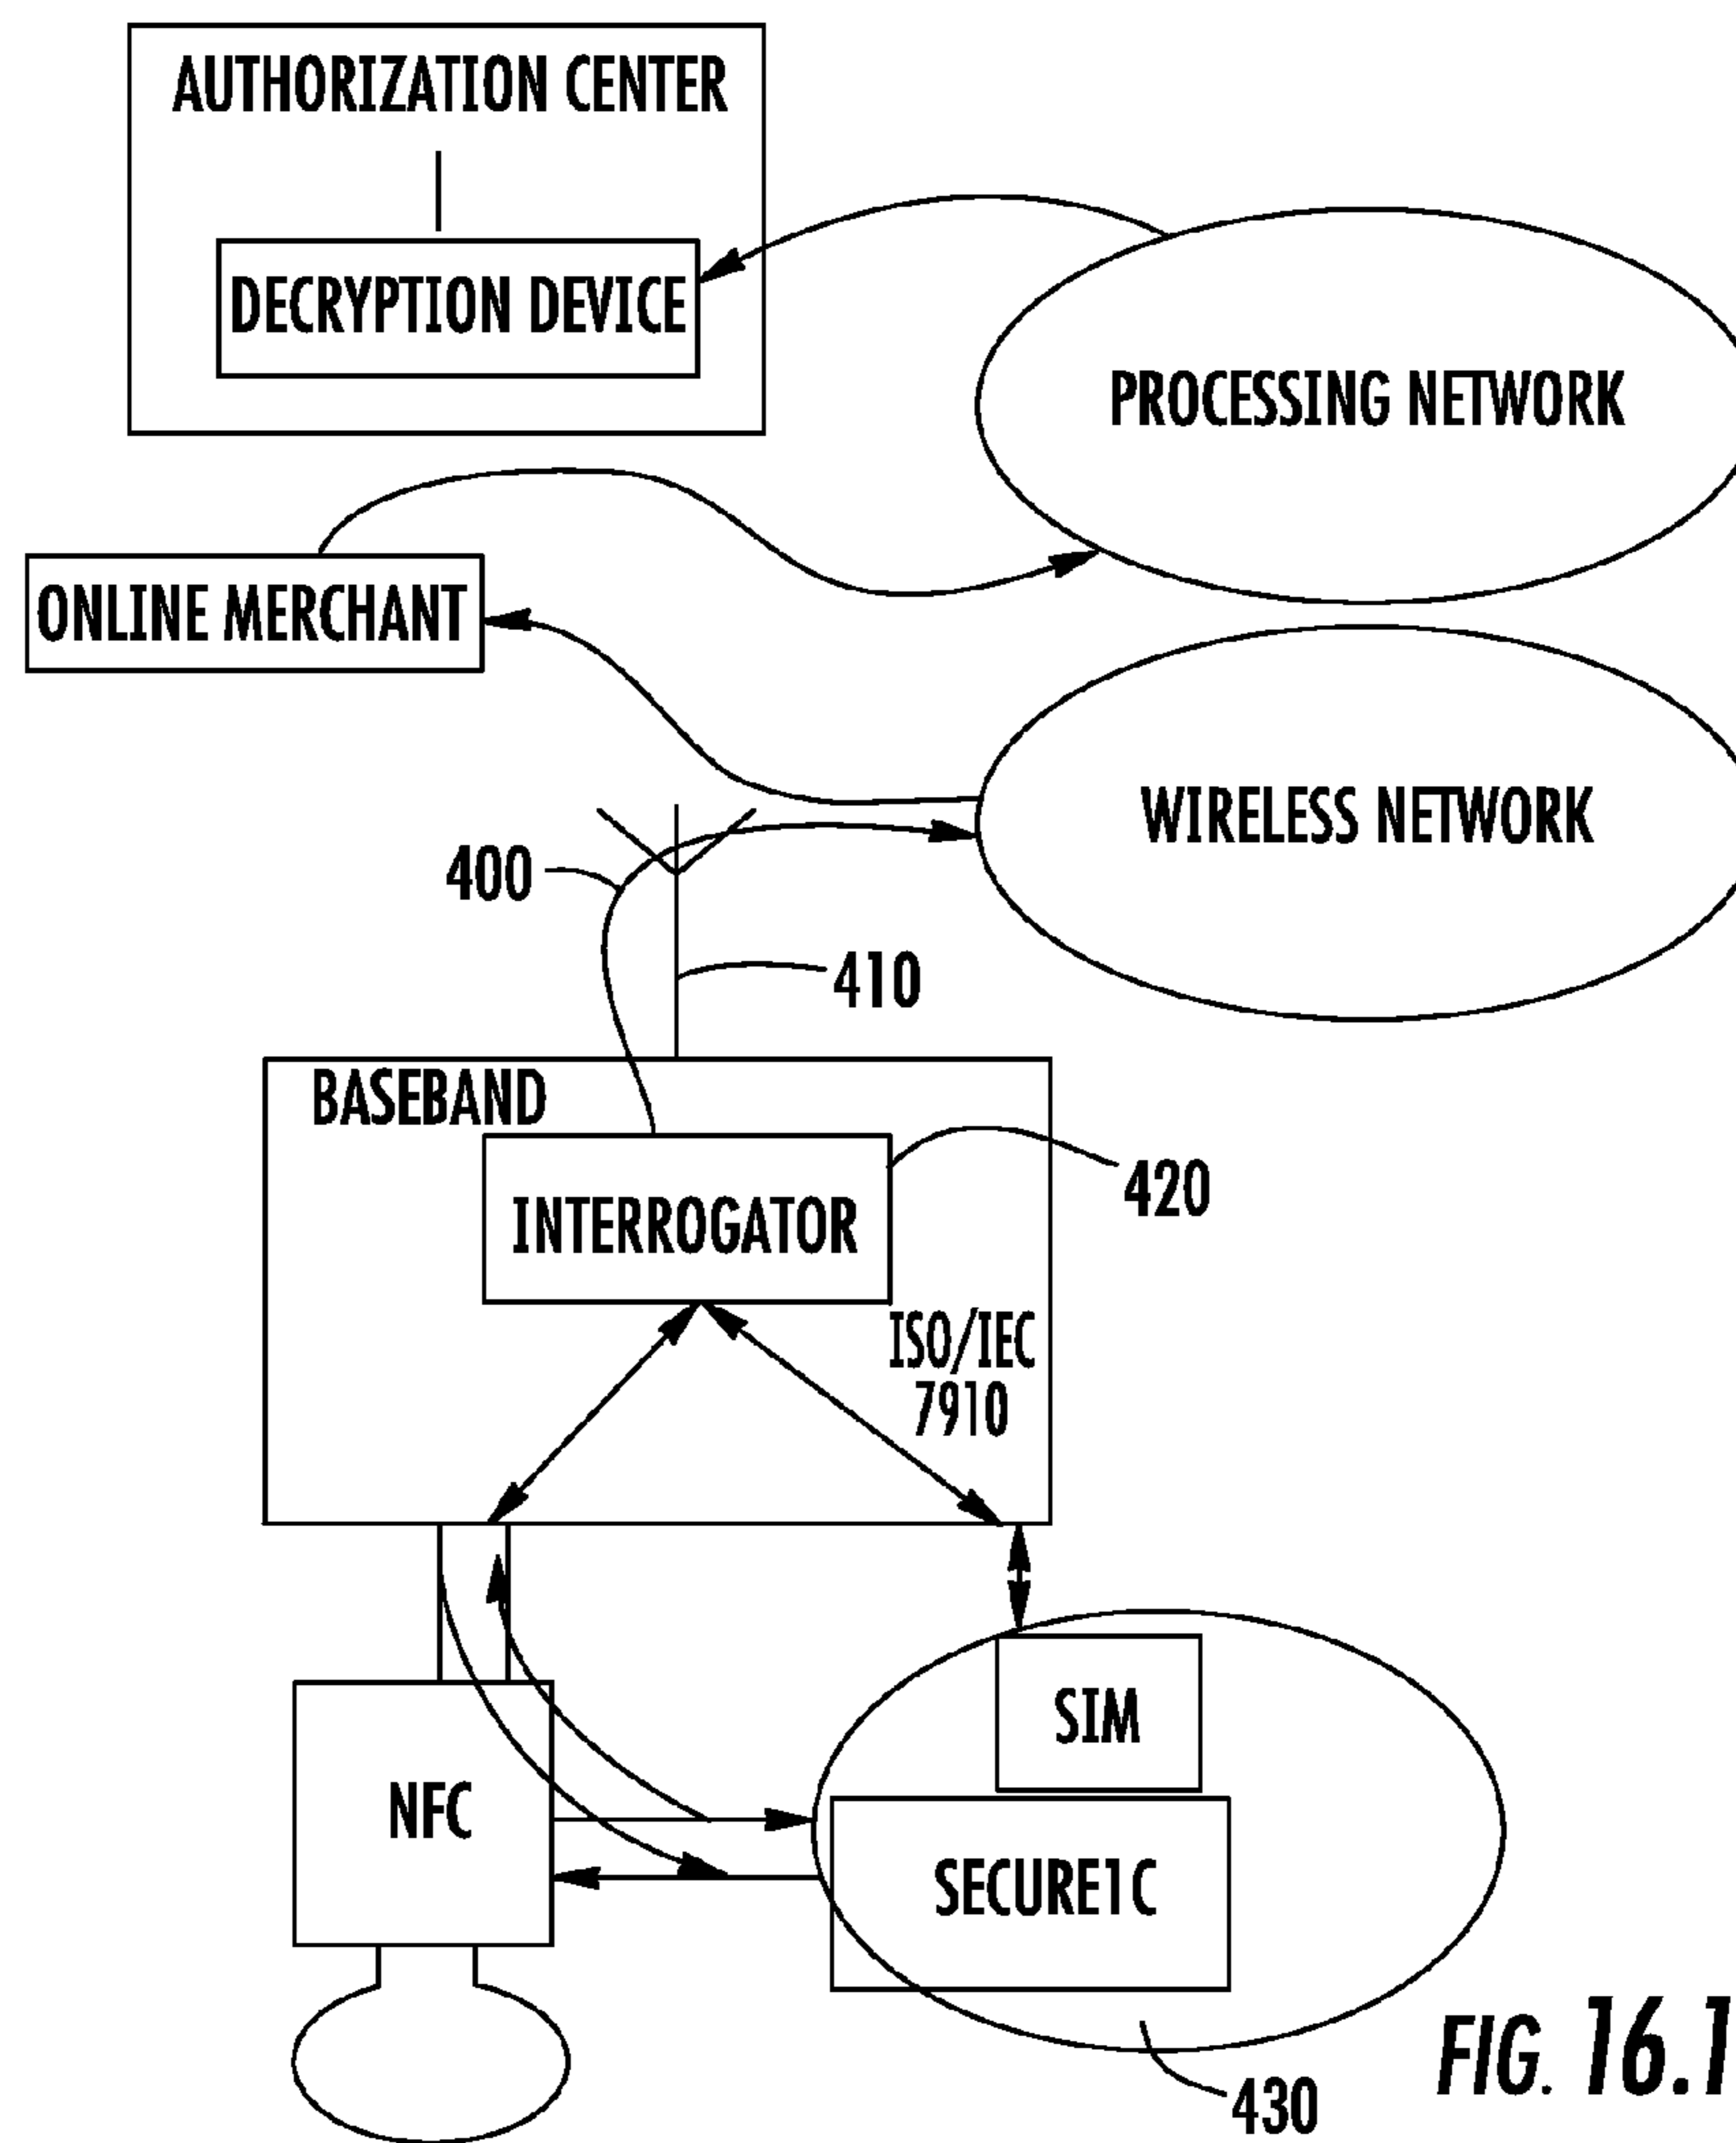 AUTHORIZATION CENTER
DECRYPTION DEVICE
PROCESSING NETWORK
ONLINE MERCHANT
WIRELESS NETWORK
400
410
BASEBAND
420
INTERROGATOR
ISO/IEC
7910
SIM
NFC
SECURE1C
430
FIG. 16.1